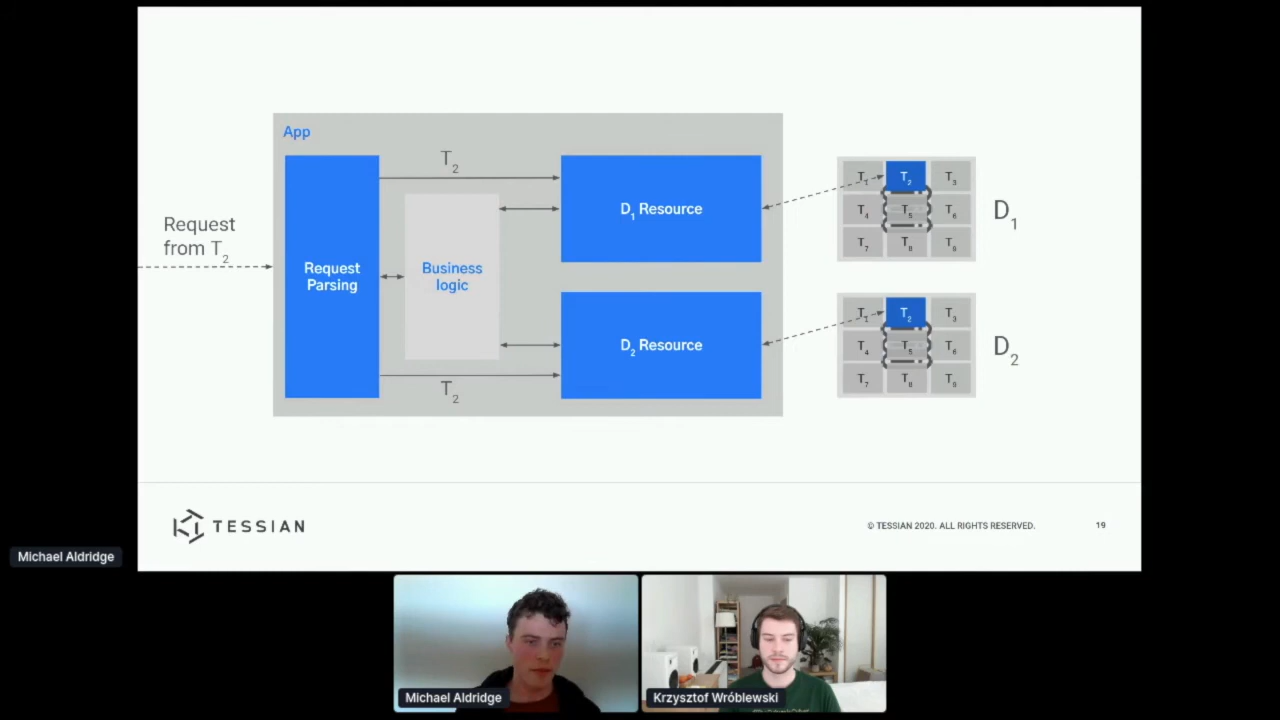 App
T2
Request
from T2
Request
Parsing
Business
logic
T2
D1 Resource
D2 Resource
T1 T2 T3
T4 T5 T6
T7 T8 T6
D1
T1 T2 T3
T4 T5 T6
T7 T8 T8
D2
TESSIAN
© TESSIAN 2020. ALL RIGHTS RESERVED.
19
Michael Aldridge
Michael Aldridge
Krzysztof Wróblewski